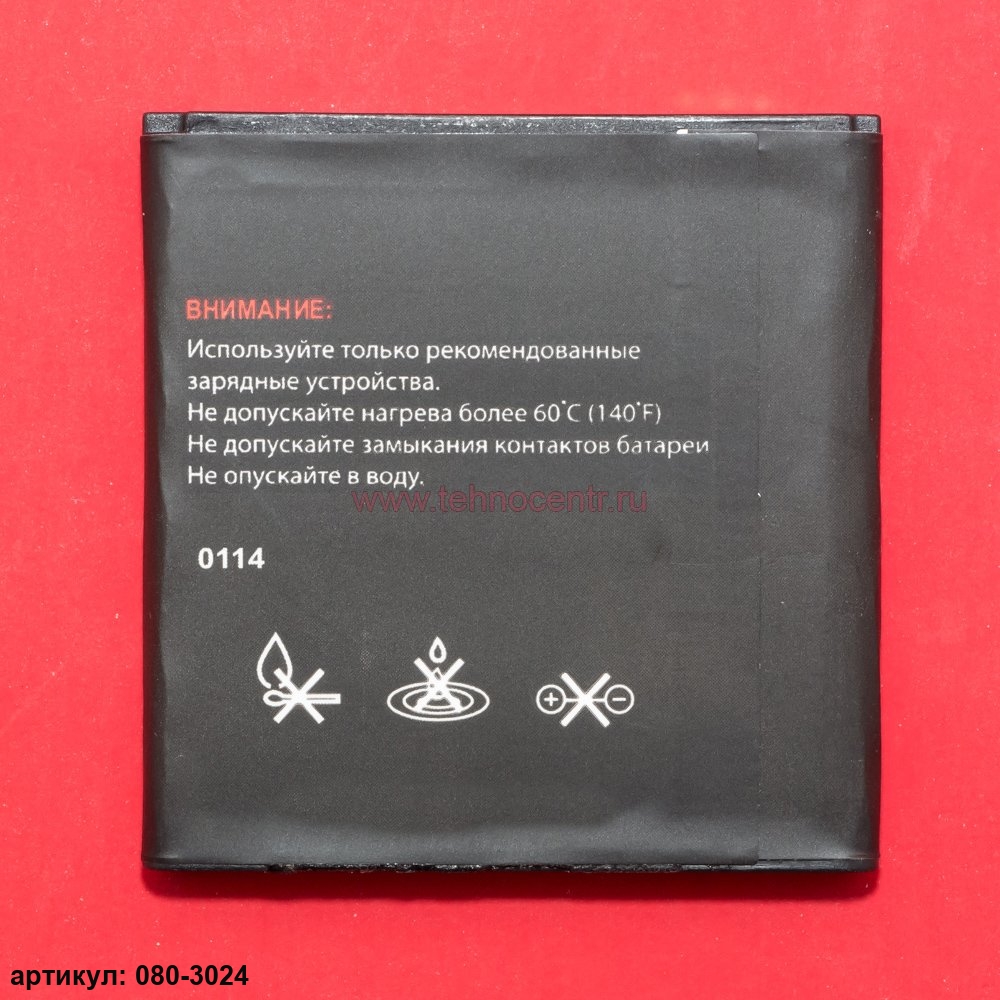 ВНИМАНИЕ:
Используйте только рекомендованные
зарядные устройства.
Не допускайте нагрева более 60°C (140°F)
Не допускайте замыкания контактов батареи
Не опускайте в воду.
www.tehnocentr.ru
0114
+ −
артикул: 080-3024